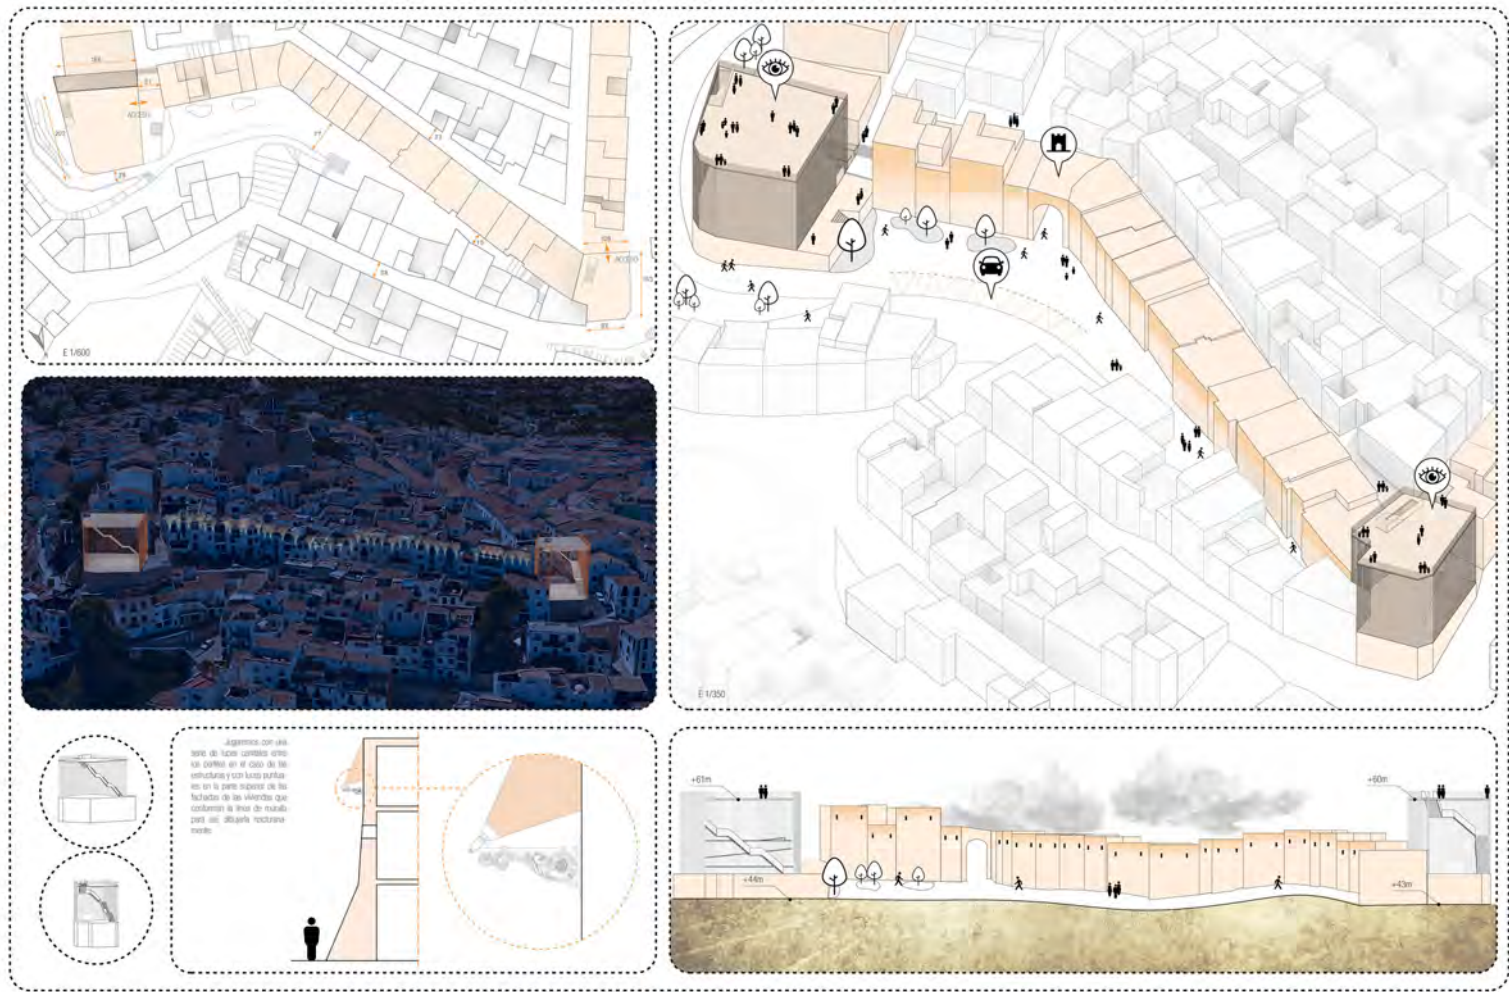 ACCESO
ACCESO
E 1/600
E 1/350
Jugaremos con una
serie de luces cenitales entre
los perfiles en el caso de las
estructuras y con luces puntua-
les en la parte superior de las
fachadas de las viviendas que
conforman la línea de muralla
para así dibujarla nocturna-
mente.
+61m
+60m
+44m
+43m